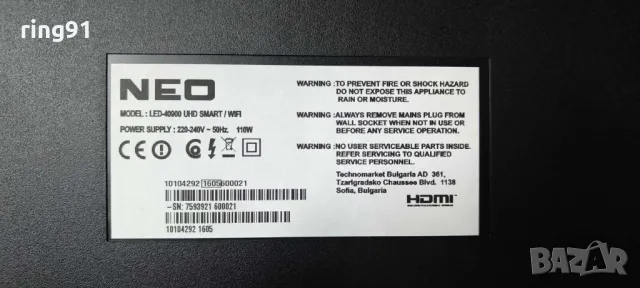 ring91
NEO
MODEL : LED-40900 UHD SMART / WIFI
POWER SUPPLY : 220-240V ~ 50Hz. 110W
10104292 1605 600021
-SN: 7593921 600021
10104292 1605
WARNING :TO PREVENT FIRE OR SHOCK HAZARD
DO NOT EXPOSE THIS APPLIANCE TO
RAIN OR MOISTURE.
WARNING :ALWAYS REMOVE MAINS PLUG FROM
WALL SOCKET WHEN NOT IN USE OR
BEFORE ANY SERVICE OPERATION.
WARNING :NO USER SERVICEABLE PARTS INSIDE.
REFER SERVICING TO QUALIFIED
SERVICE PERSONNEL.
Technomarket Bulgaria AD 361,
Tzarigradsko Chaussee Blvd. 1138
Sofia, Bulgaria
HDMI
BAZAR